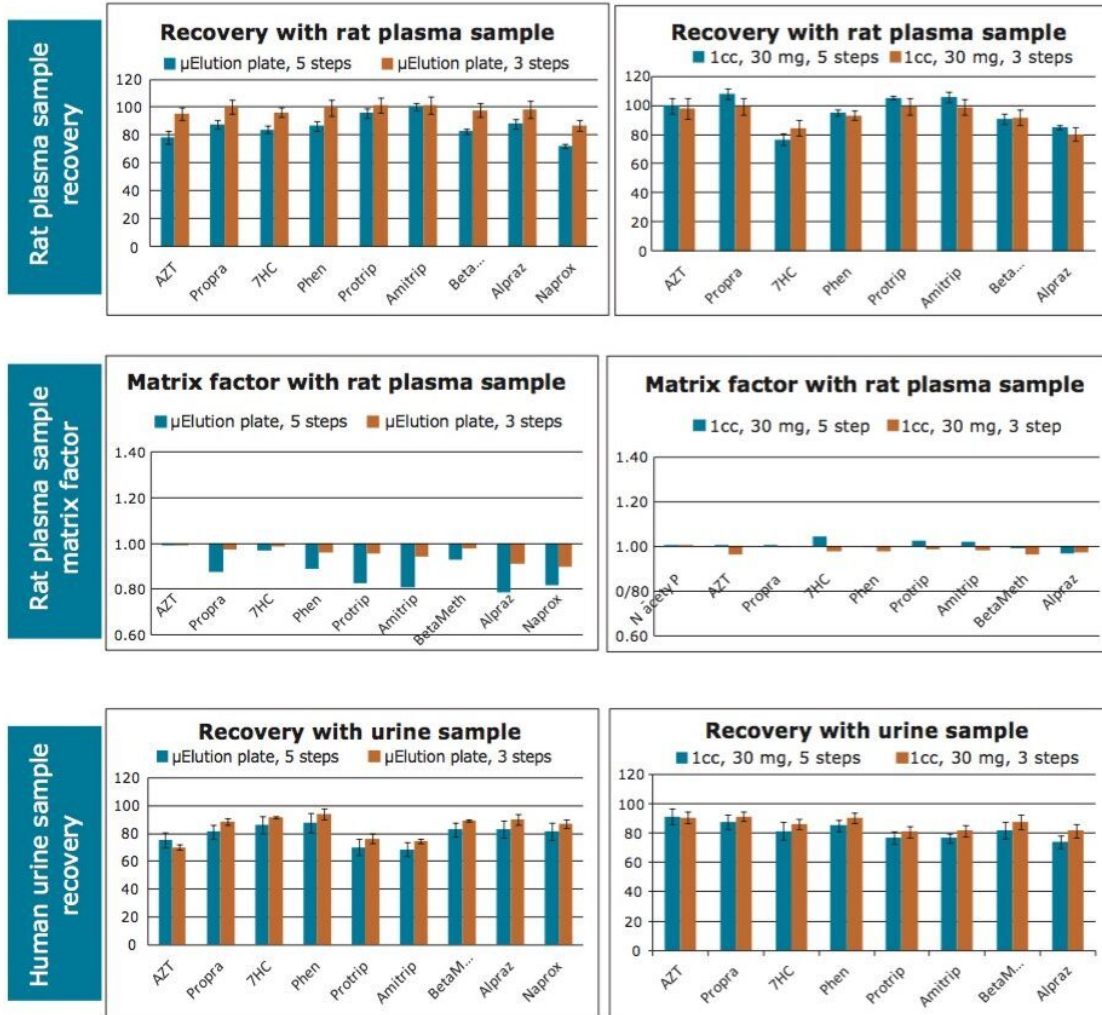 Rat plasma sample
recovery
Recovery with rat plasma sample
µElution plate, 5 steps µElution plate, 3 steps
120
100
80
60
40
20
0
AZT Propra 7HC Phen Protrip Amitrip Beta... Alpraz Naprox
Recovery with rat plasma sample
1cc, 30 mg, 5 steps 1cc, 30 mg, 3 steps
120
100
80
60
40
20
0
AZT Propra 7HC Phen Protrip Amitrip Beta... Alpraz
Rat plasma sample
matrix factor
Matrix factor with rat plasma sample
µElution plate, 5 steps µElution plate, 3 steps
1.40
1.20
1.00
0.80
0.60
AZT Propra 7HC Phen Protrip Amitrip BetaMeth Alpraz Naprox
Matrix factor with rat plasma sample
1cc, 30 mg, 5 step 1cc, 30 mg, 3 step
1.40
1.20
1.00
0.80
0.60
N acety P AZT Propra 7HC Phen Protrip Amitrip BetaMeth Alpraz
Human urine sample
recovery
Recovery with urine sample
µElution plate, 5 steps µElution plate, 3 steps
120
100
80
60
40
20
0
AZT Propra 7HC Phen Protrip Amitrip BetaM... Alpraz Naprox
Recovery with urine sample
1cc, 30 mg, 5 steps 1cc, 30 mg, 3 steps
120
100
80
60
40
20
0
AZT Propra 7HC Phen Protrip Amitrip BetaM... Alpraz